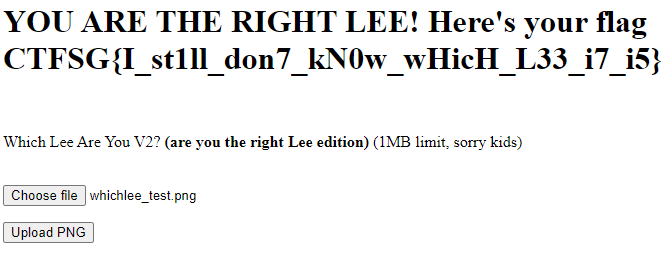 YOU ARE THE RIGHT LEE! Here's your flag
CTFSG{I_st1ll_don7_kN0w_wHicH_L33_i7_i5}
Which Lee Are You V2? (are you the right Lee edition) (1MB limit, sorry kids)
Choose file whichlee_test.png
Upload PNG